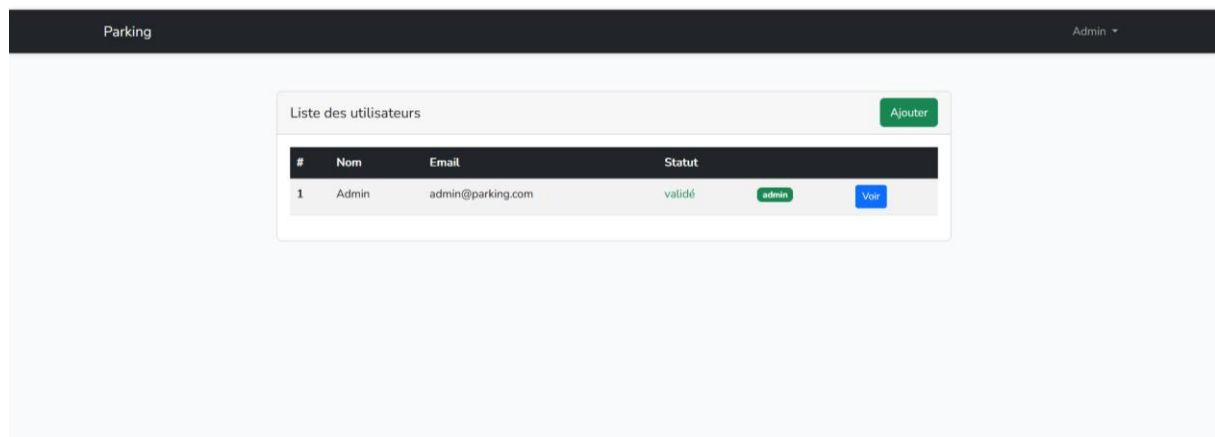 Parking Admin
Liste des utilisateurs Ajouter
# Nom Email Statut
1 Admin admin@parking.com validé admin Voir